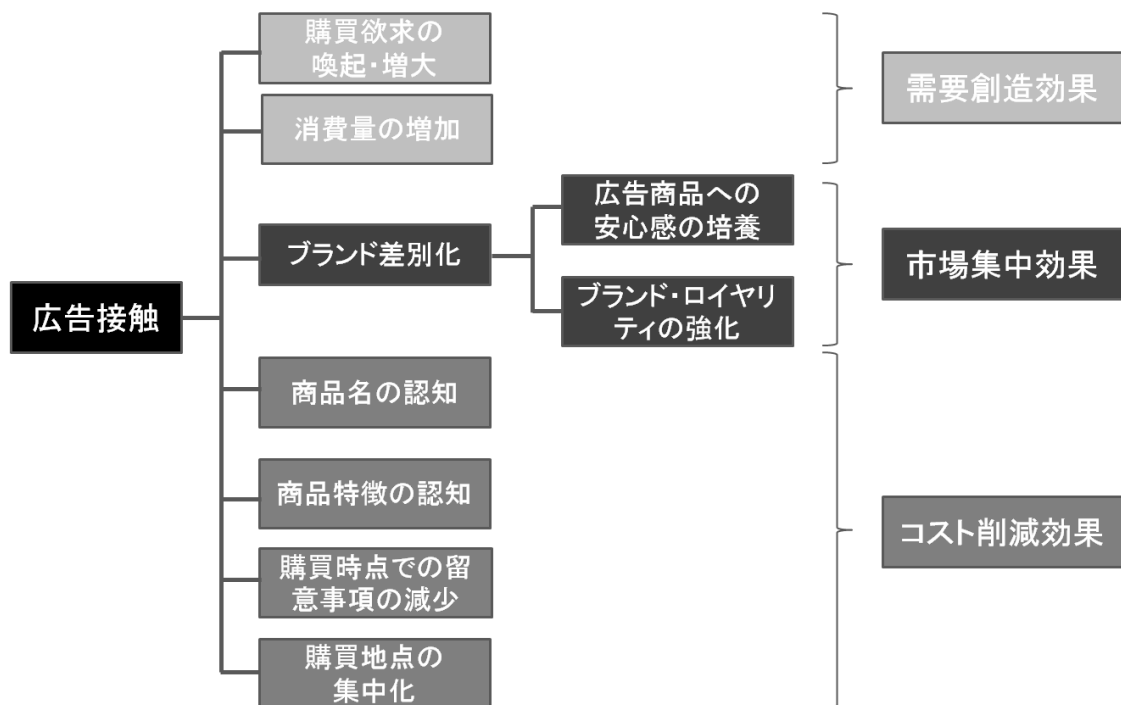 購買欲求の
喚起・増大
需要創造効果
消費量の増加
広告商品への
安心感の培養
ブランド差別化
市場集中効果
ブランド・ロイヤリ
ティの強化
広告接触
商品名の認知
商品特徴の認知
コスト削減効果
購買時点での留
意事項の減少
購買地点の
集中化